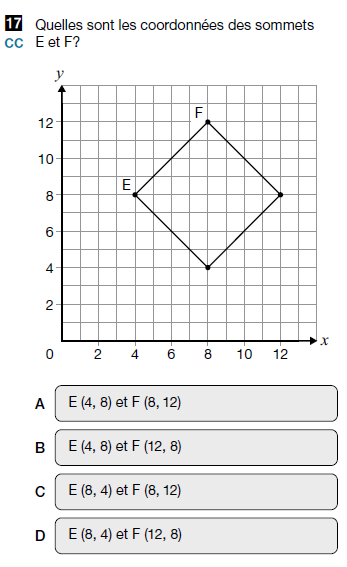 17 Quelles sont les coordonnées des sommets
CC E et F?
y
F
12
10
E
8
6
4
2
x
0 2 4 6 8 10 12
A E (4, 8) et F (8, 12)
B E (4, 8) et F (12, 8)
C E (8, 4) et F (8, 12)
D E (8, 4) et F (12, 8)